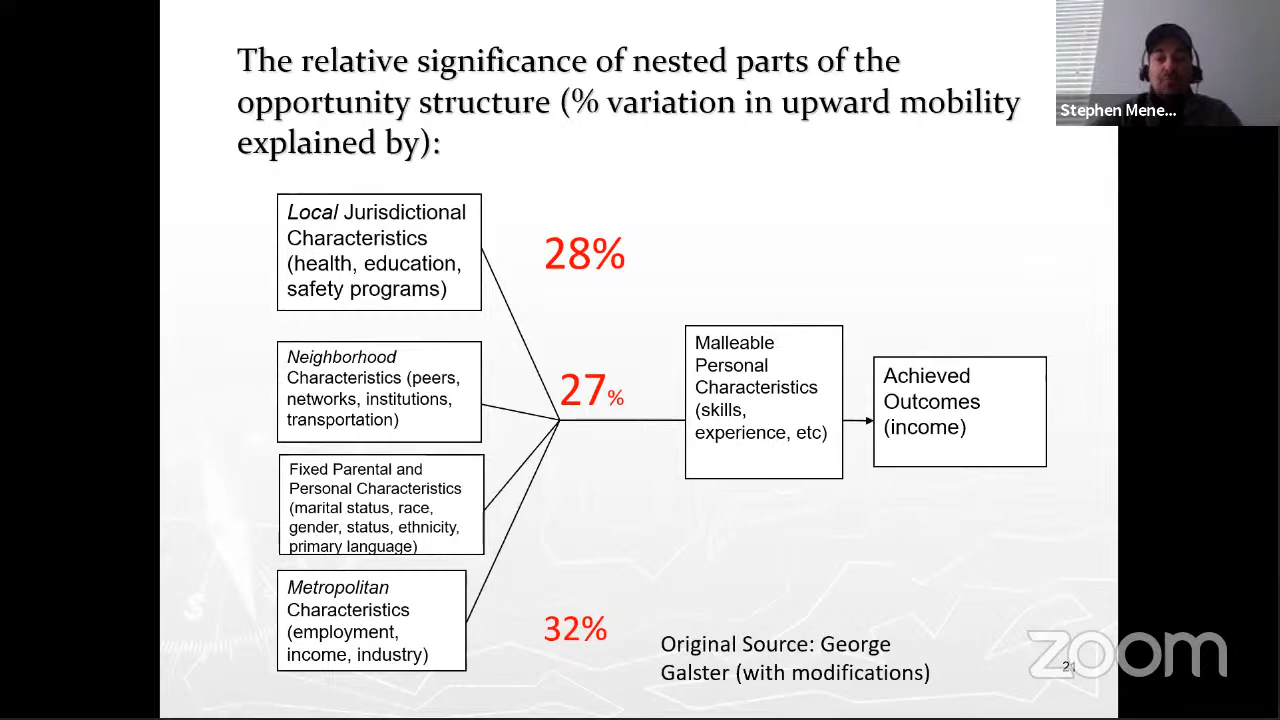 The relative significance of nested parts of the
opportunity structure (% variation in upward mobility
explained by):
Stephen Mene...
Local Jurisdictional
Characteristics
(health, education,
safety programs)
28%
Neighborhood
Characteristics (peers,
networks, institutions,
transportation)
27%
Fixed Parental and
Personal Characteristics
(marital status, race,
gender, status, ethnicity,
primary language)
Metropolitan
Characteristics
(employment,
income, industry)
32%
Malleable
Personal
Characteristics
(skills,
experience, etc)
Achieved
Outcomes
(income)
Original Source: George
Galster (with modifications)
zoom